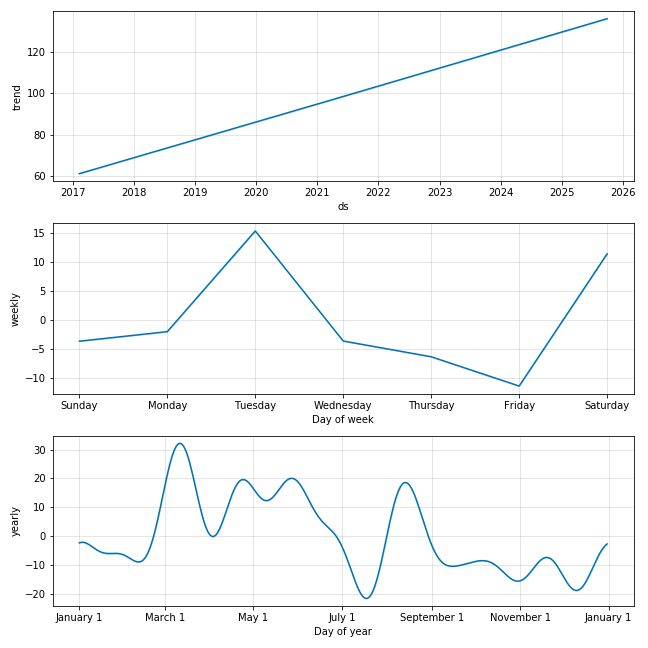 trend
120
100
80
60
2017 2018 2019 2020 2021 2022 2023 2024 2025 2026
ds
weekly
15
10
5
0
−5
−10
Sunday Monday Tuesday Wednesday Thursday Friday Saturday
Day of week
yearly
30
20
10
0
−10
−20
January 1 March 1 May 1 July 1 September 1 November 1 January 1
Day of year